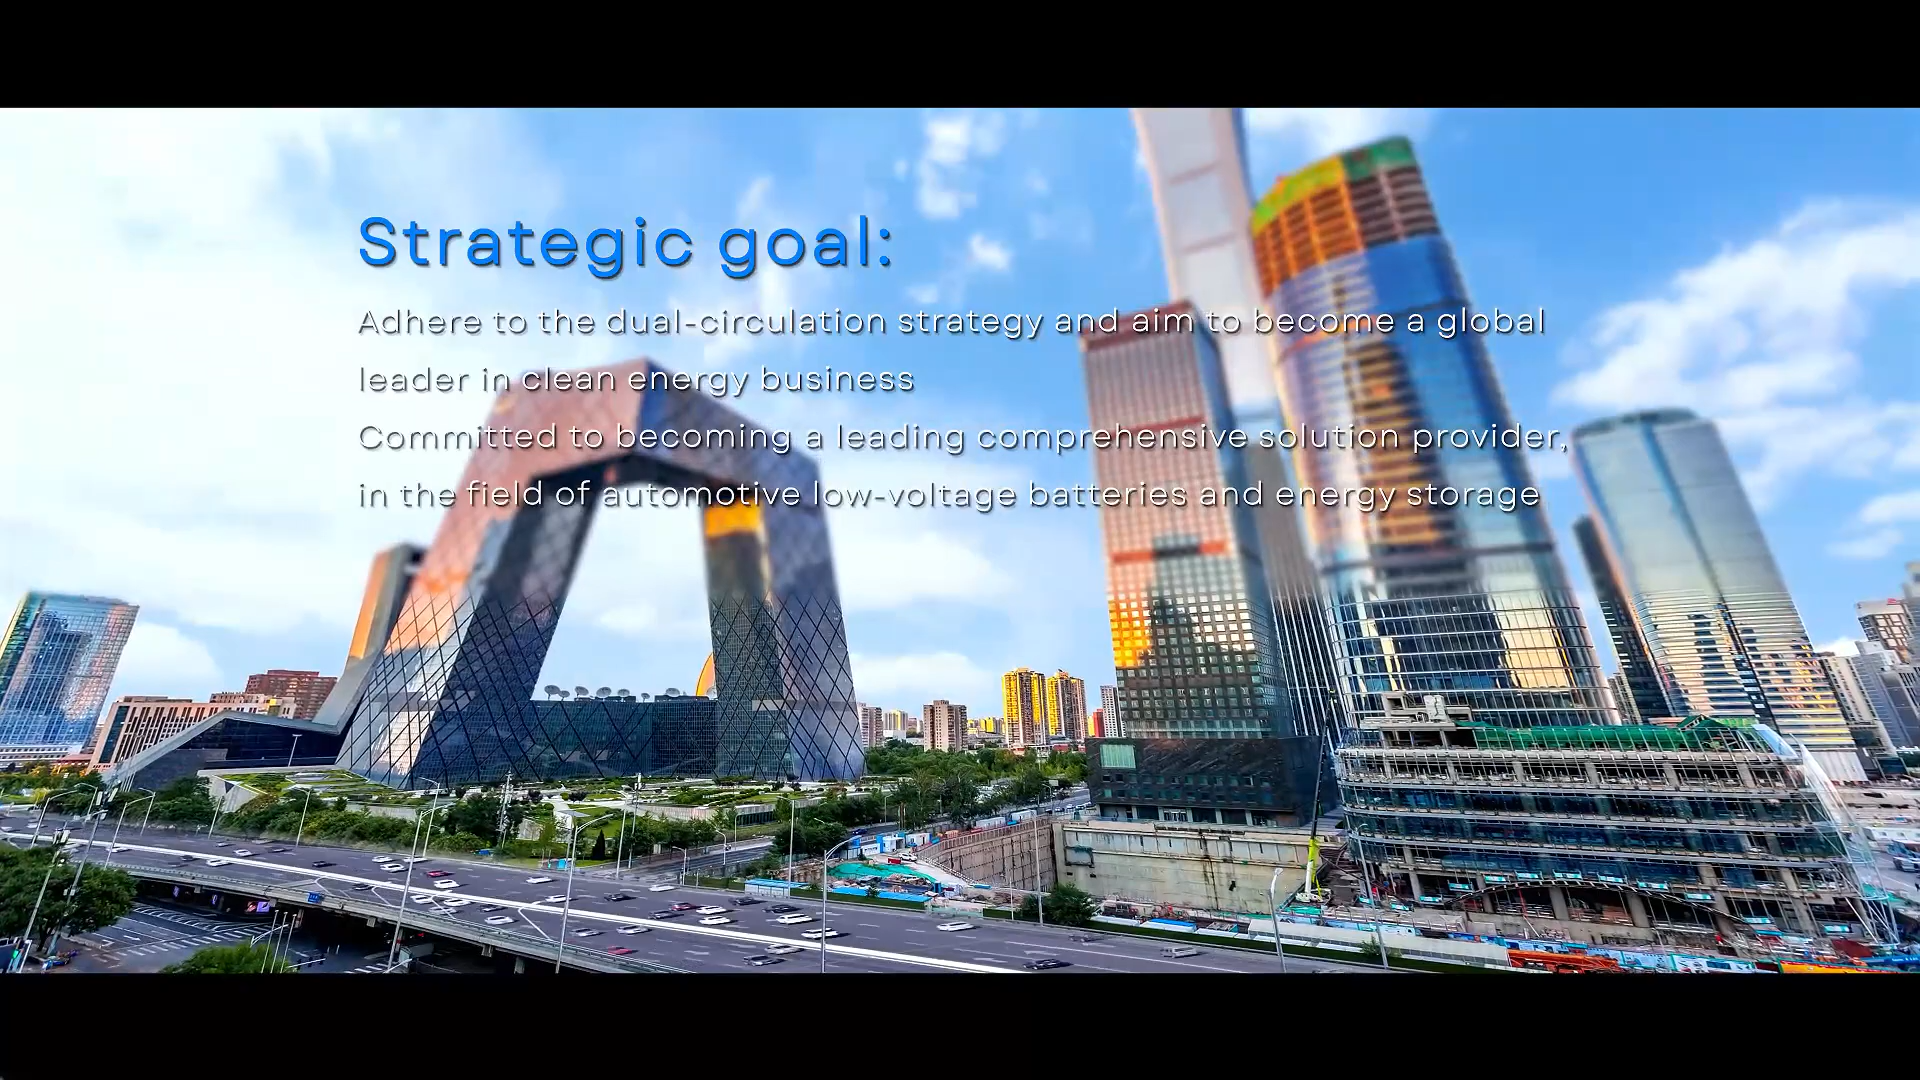 Strategic goal:
Adhere to the dual-circulation strategy and aim to become a global
leader in clean energy business
Committed to becoming a leading comprehensive solution provider,
in the field of automotive low-voltage batteries and energy storage